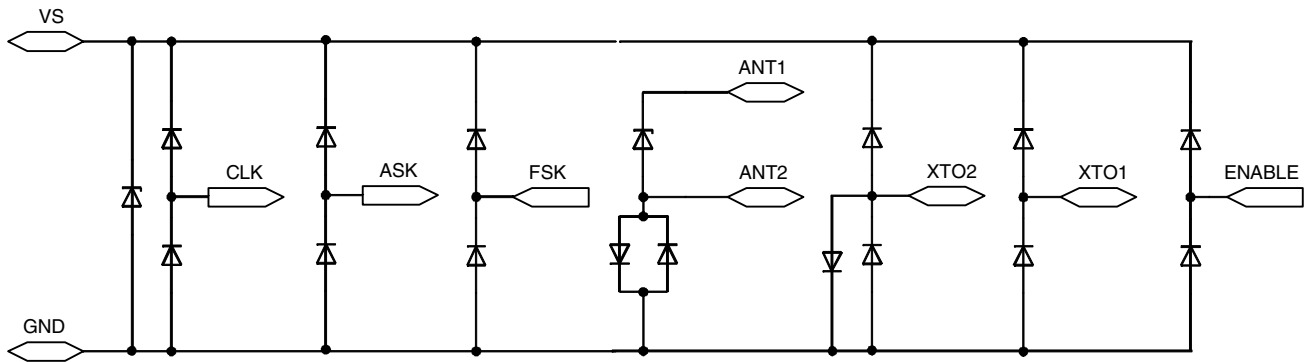 VS
ANT1
CLK
ASK
FSK
ANT2
XTO2
XTO1
ENABLE
GND